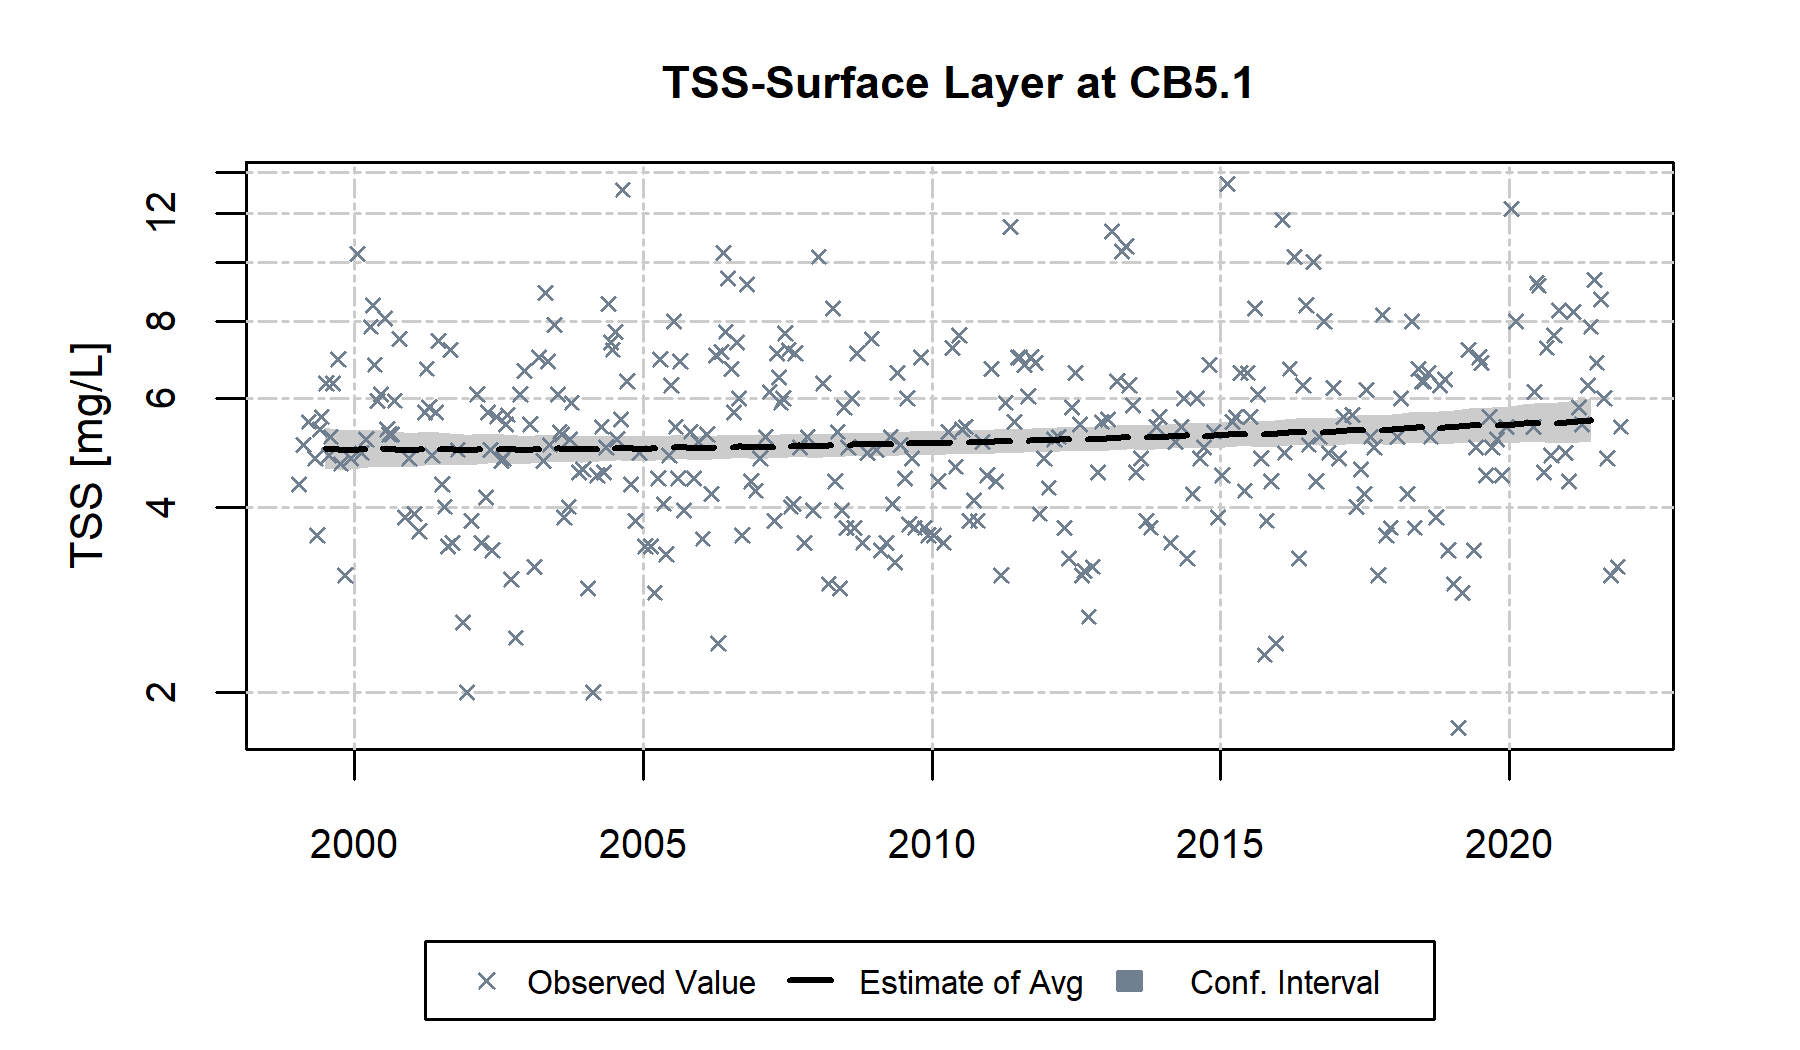 TSS-Surface Layer at CB5.1
TSS [mg/L]
12
8
6
4
2
2000 2005 2010 2015 2020
Observed Value Estimate of Avg Conf. Interval